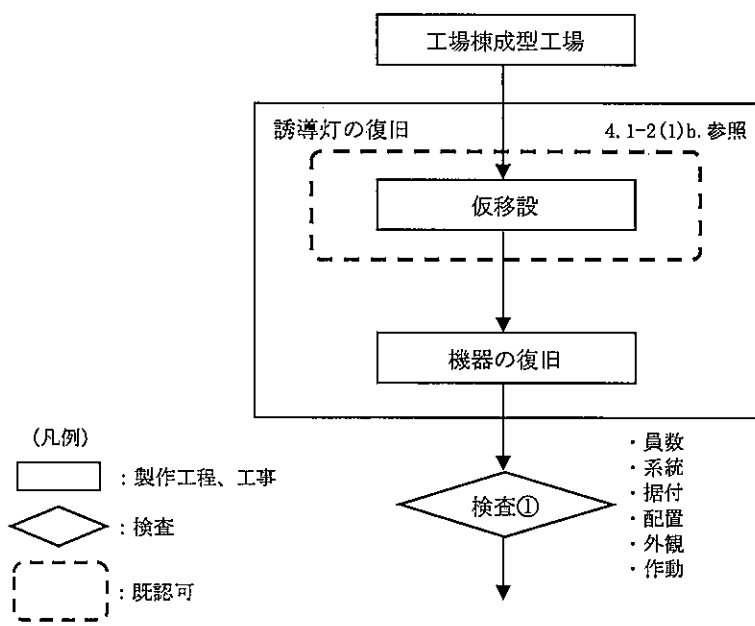 工場棟成型工場
誘導灯の復旧 4.1-2(1)b.参照
仮移設
機器の復旧
(凡例)
：製作工程、工事
：検査
：既認可
検査①
・員数
・系統
・据付
・配置
・外観
・作動